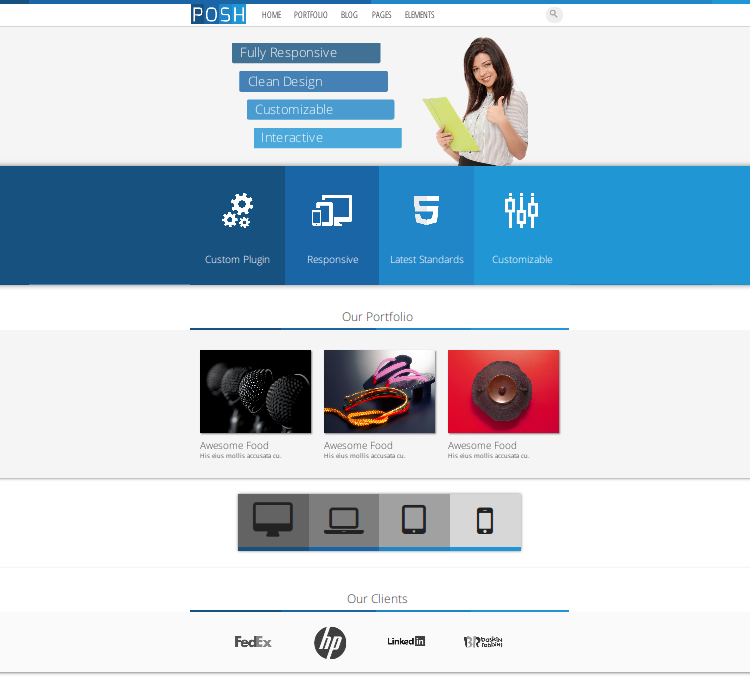 POSH
HOME PORTFOLIO BLOG PAGES ELEMENTS
Fully Responsive
Clean Design
Customizable
Interactive
Custom Plugin Responsive Latest Standards Customizable
Our Portfolio
Awesome Food Awesome Food Awesome Food
His eius mollis accusata cu. His eius mollis accusata cu. His eius mollis accusata cu.
Our Clients
FedEx hp Linked in BR baskin robbins